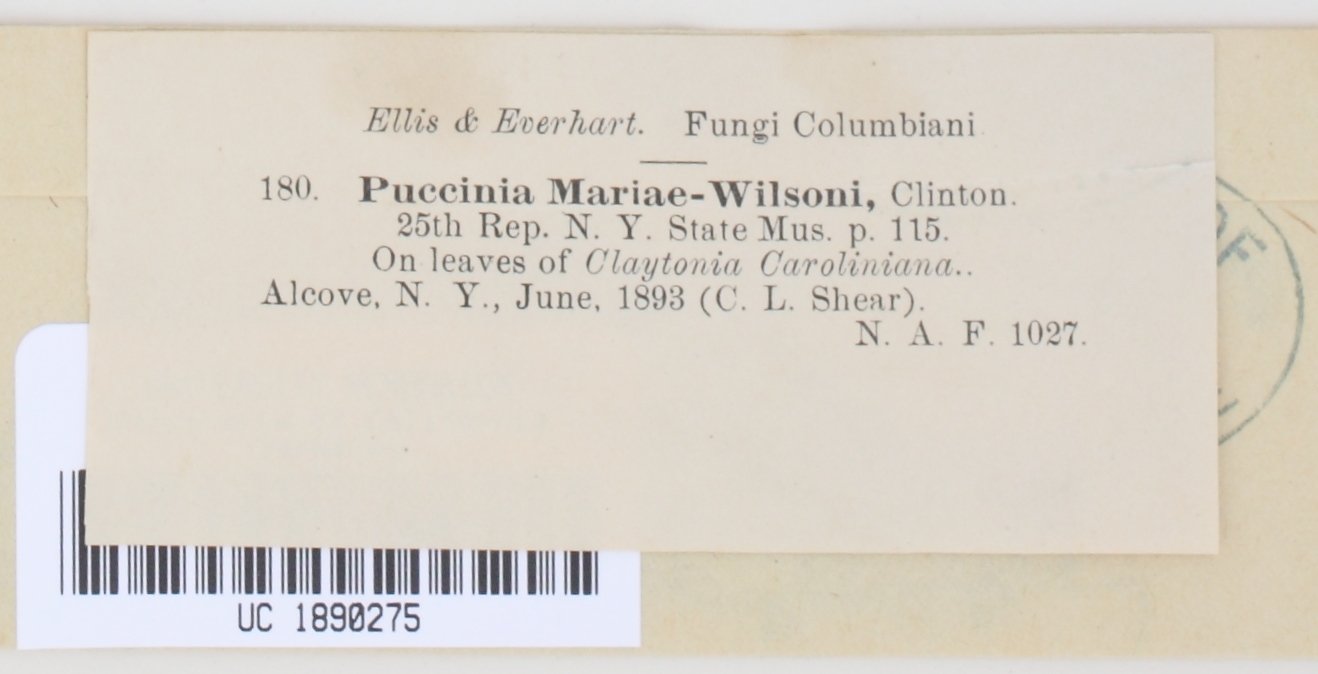 Ellis & Everhart. Fungi Columbiani
180. Puccinia Mariae-Wilsoni, Clinton.
25th Rep. N. Y. State Mus. p. 115.
On leaves of Claytonia Caroliniana..
Alcove, N. Y., June, 1893 (C. L. Shear).
N. A. F. 1027.
OF
UC 1890275